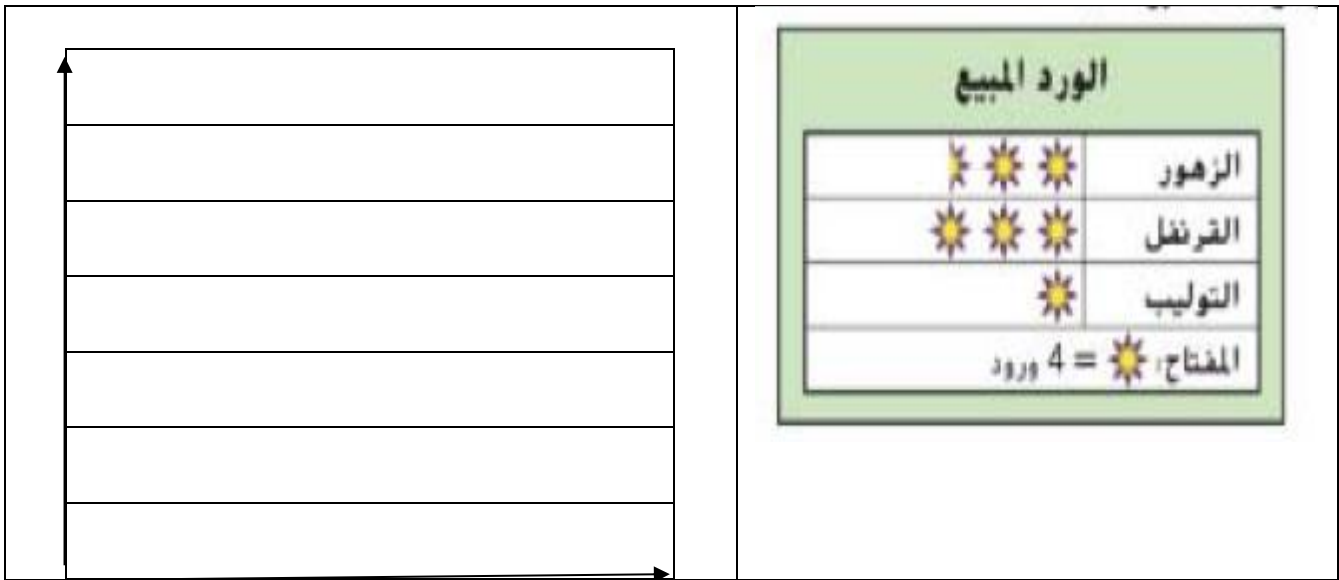 الورد المبيع
الزهور
القرنفل
التوليب
المفتاح: = 4 ورود